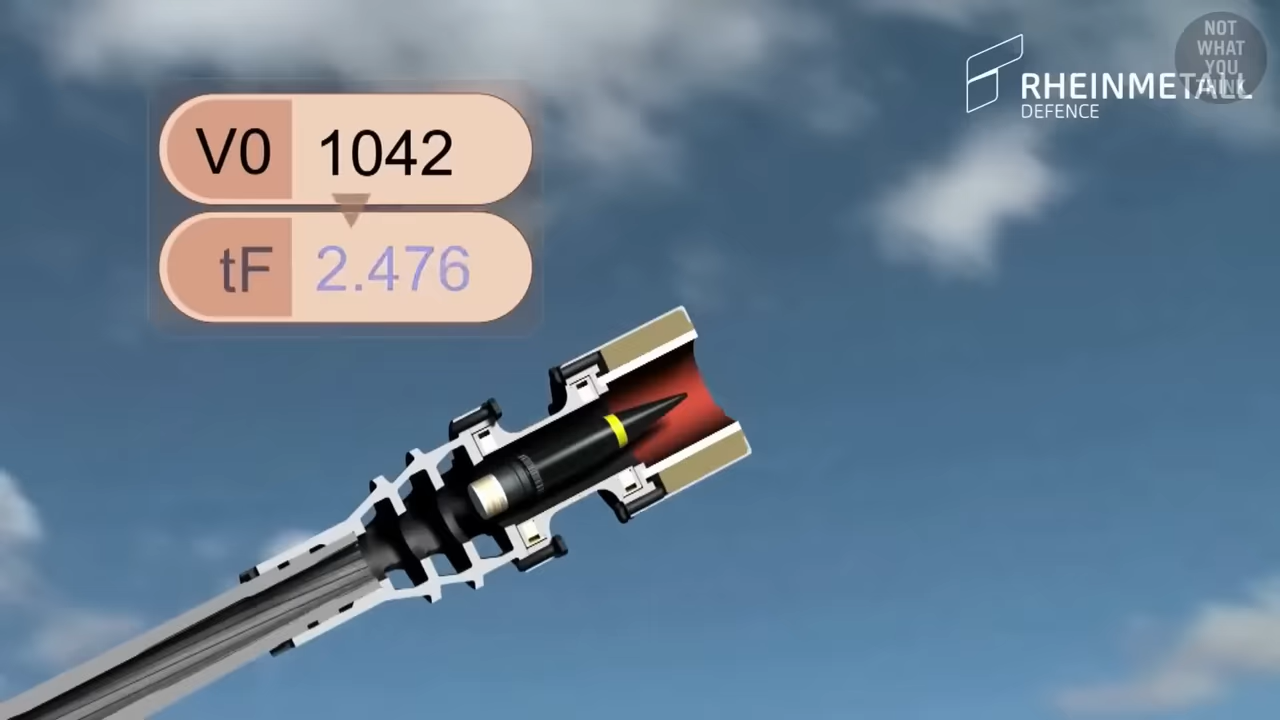 V0 1042
tF 2.476
RHEINMETALL
DEFENCE
NOT
WHAT
YOU
THINK